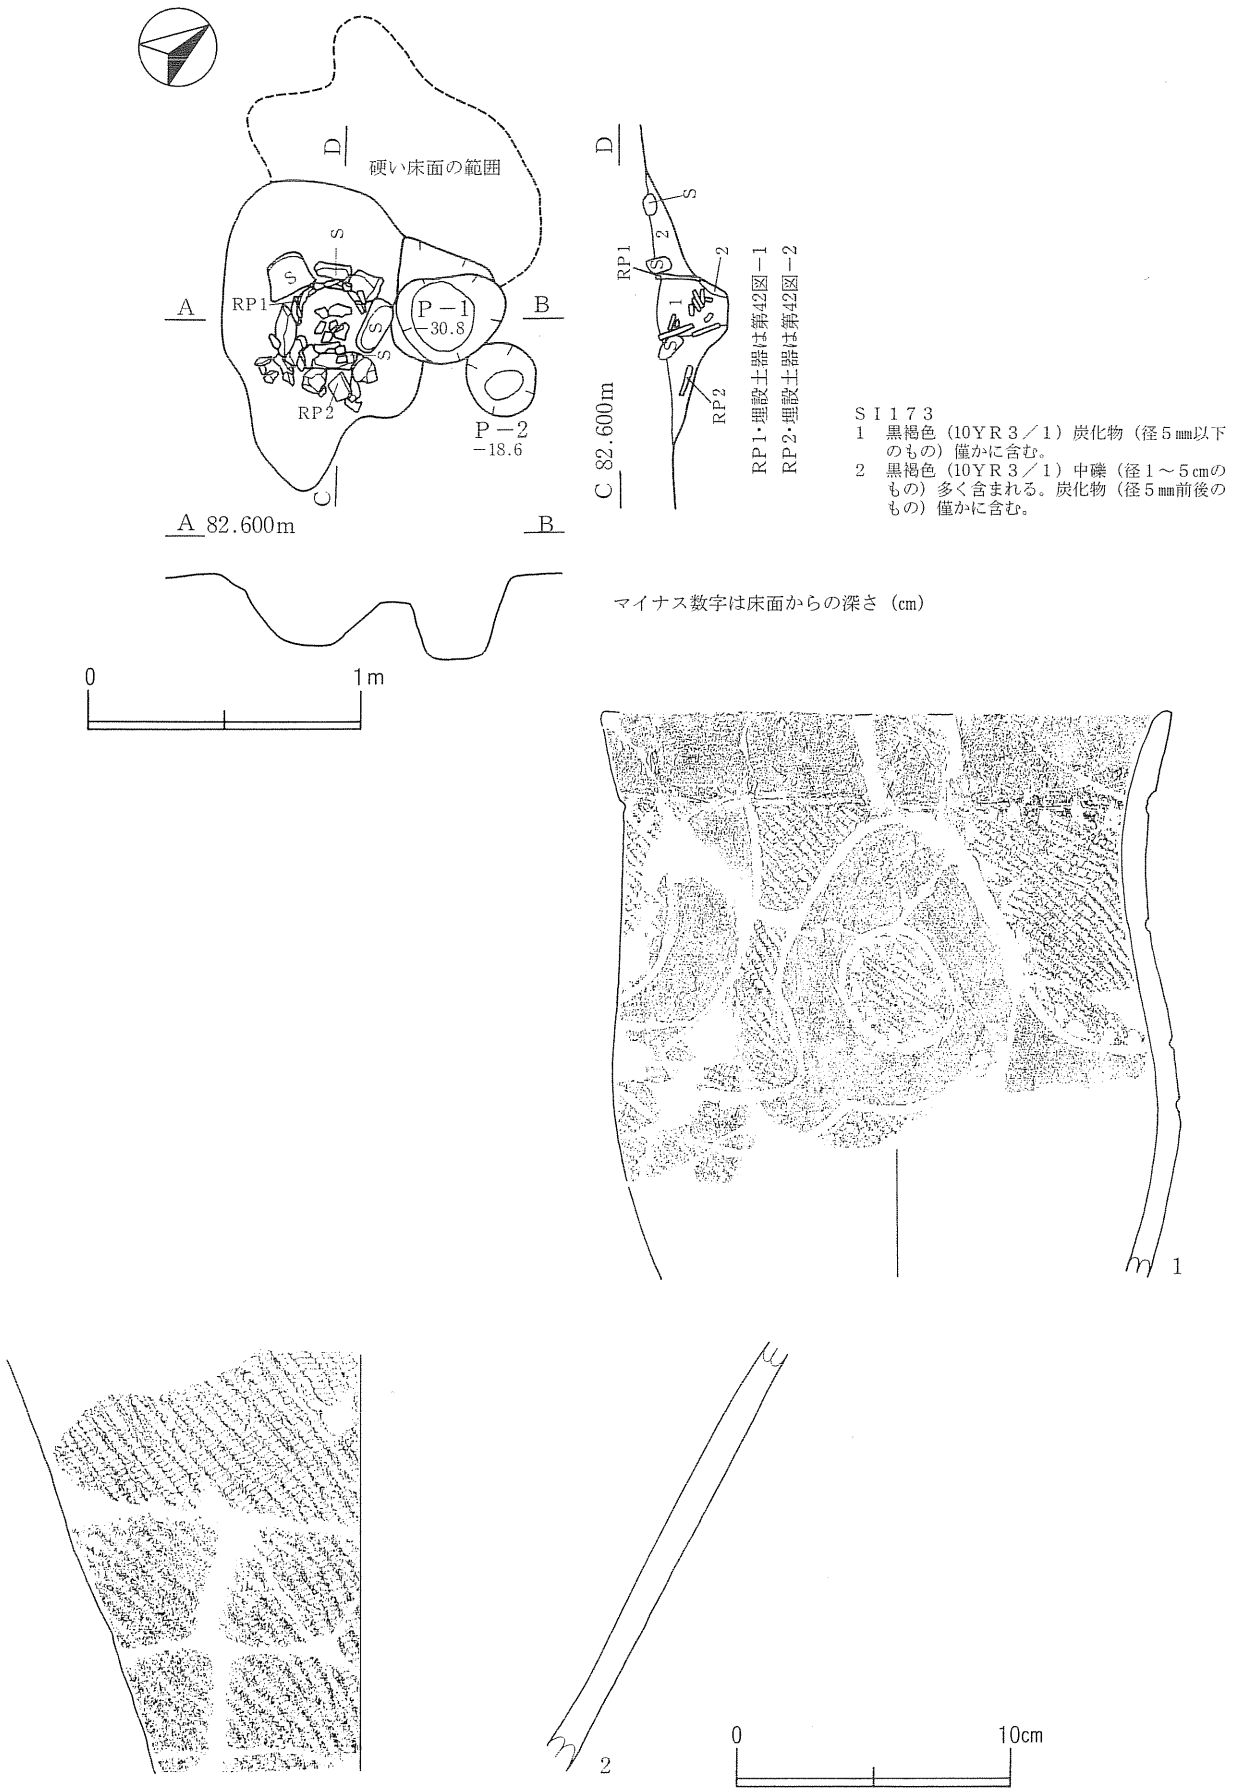 D
硬い床面の範囲
S
S
RP1
A
P－1
－30.8
B
S
S
RP2
P－2
－18.6
C
A 82.600m
B
D
S
2
RP1
S
2
1
S
RP2
C 82.600m
RP1・埋設土器は第42図－1
RP2・埋設土器は第42図－2
ＳＩ173
1 黒褐色（10ＹＲ３／１）炭化物（径５㎜以下
のもの）僅かに含む。
2 黒褐色（10ＹＲ３／１）中礫（径１～５㎝の
もの）多く含まれる。炭化物（径５㎜前後の
もの）僅かに含む。
マイナス数字は床面からの深さ（㎝）
0
1m
1
2
0
10cm